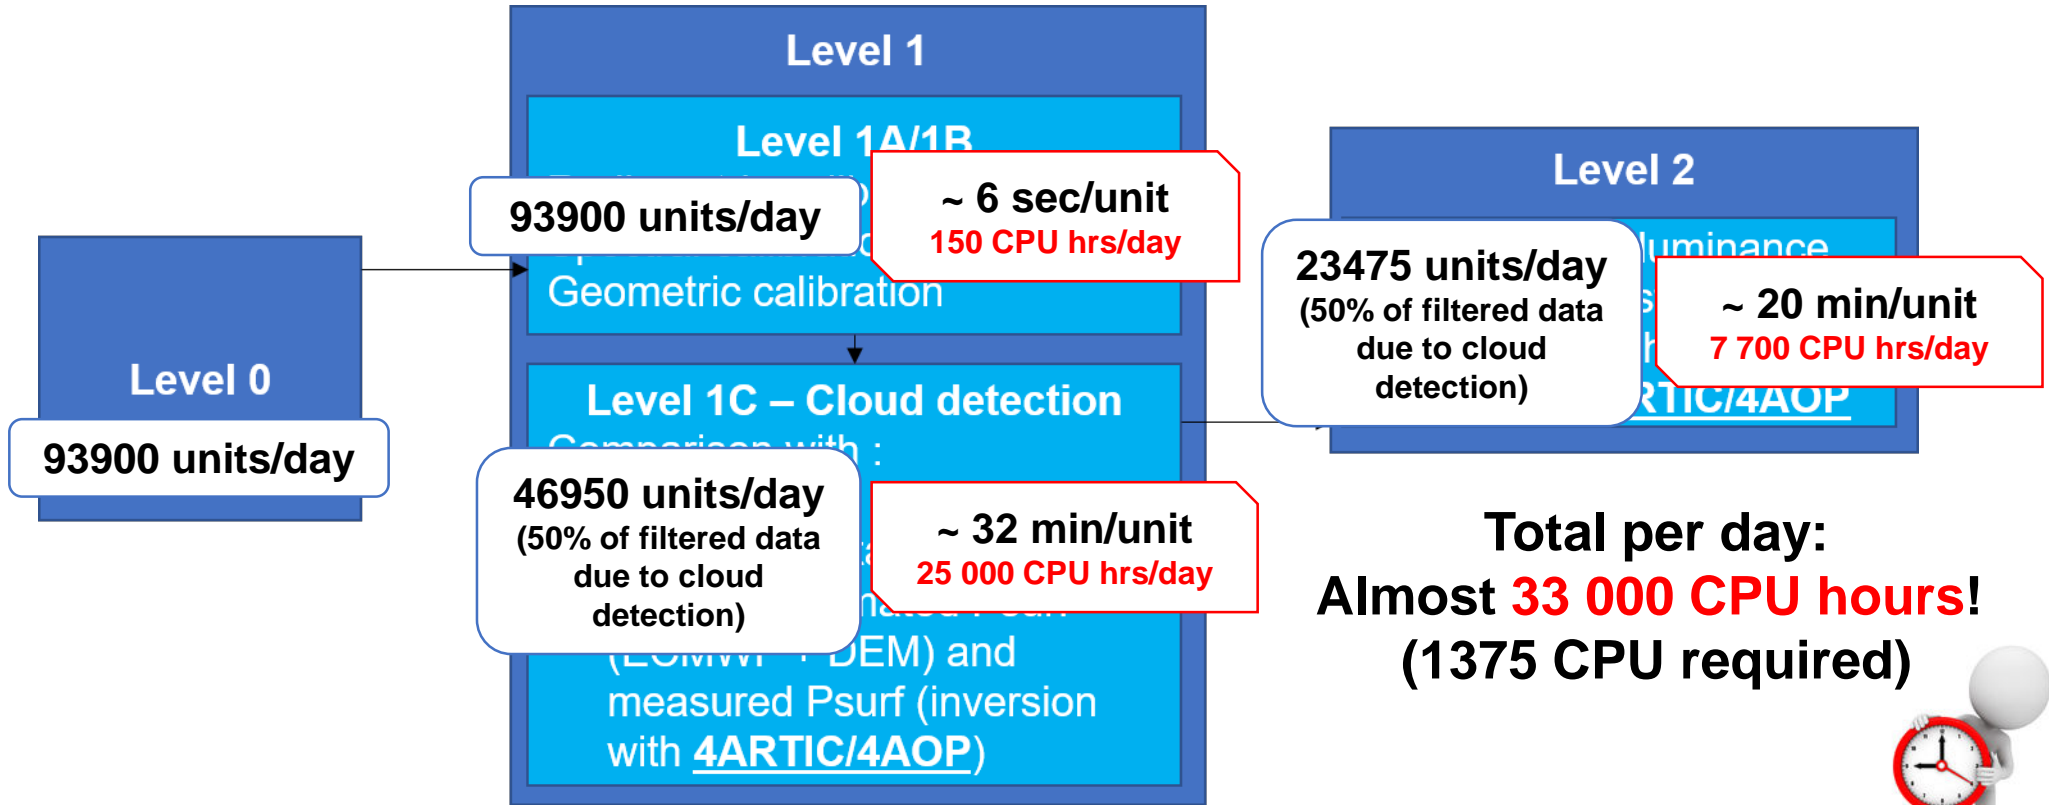 Level 0
93900 units/day
Level 1
Level 1A/1B
93900 units/day
~ 6 sec/unit
150 CPU hrs/day
Geometric calibration
Level 1C – Cloud detection
Comparison with :
46950 units/day
(50% of filtered data
due to cloud
detection)
~ 32 min/unit
25 000 CPU hrs/day
(ECMWF + DEM) and
measured Psurf (inversion
with 4ARTIC/4AOP)
Level 2
23475 units/day
(50% of filtered data
due to cloud
detection)
~ 20 min/unit
7 700 CPU hrs/day
Total per day:
Almost 33 000 CPU hours!
(1375 CPU required)